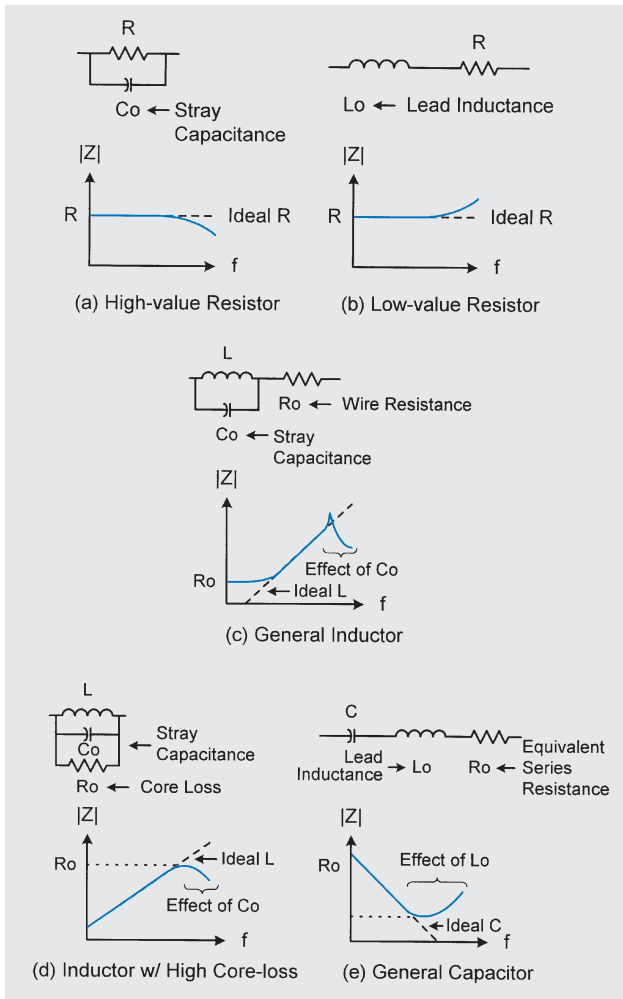 R
Co ← Stray
Capacitance
|Z|
R
Ideal R
f
(a) High-value Resistor
R
Lo ← Lead Inductance
|Z|
R
Ideal R
f
(b) Low-value Resistor
L
Ro ← Wire Resistance
Co ← Stray
Capacitance
|Z|
Ro
Effect of Co
← Ideal L
f
(c) General Inductor
L
Co
← Stray
Capacitance
Ro ← Core Loss
|Z|
Ro
← Ideal L
Effect of Co
f
(d) Inductor w/ High Core-loss
C
Lead
Inductance → Lo
Ro ← Equivalent
Series
Resistance
|Z|
Ro
Effect of Lo
← Ideal C
f
(e) General Capacitor